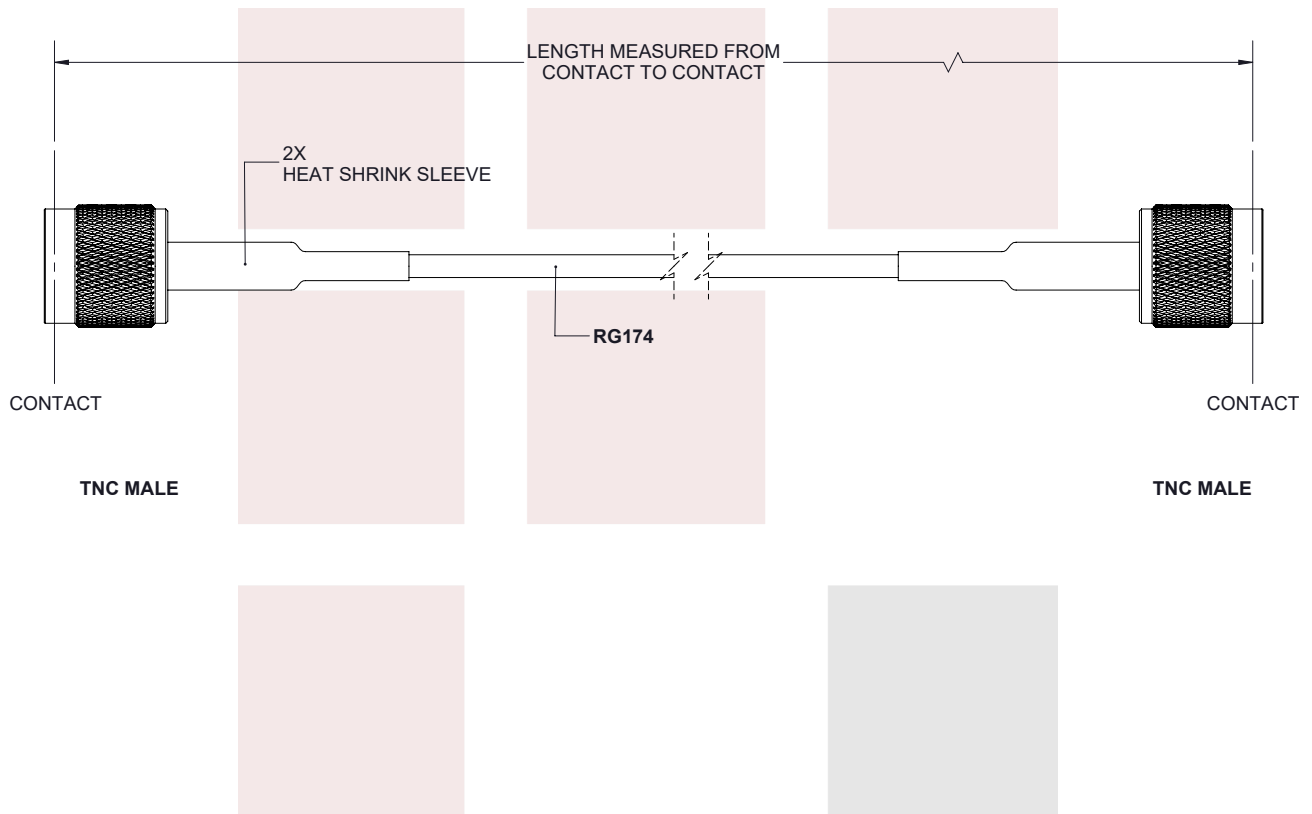 LENGTH MEASURED FROM
CONTACT TO CONTACT
2X
HEAT SHRINK SLEEVE
RG174
CONTACT
CONTACT
TNC MALE
TNC MALE